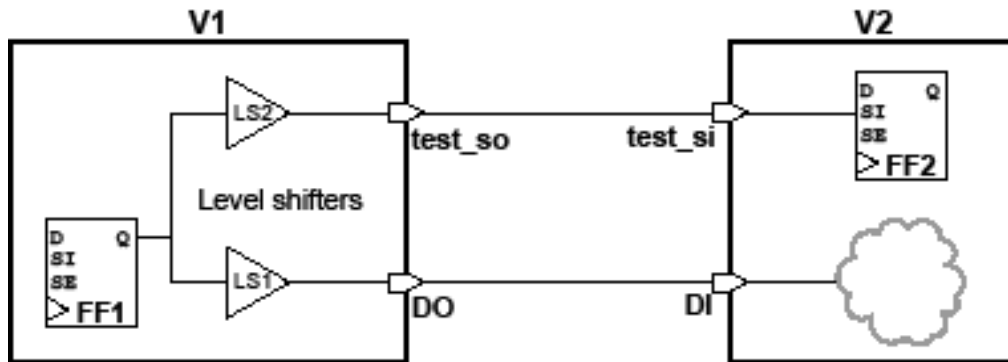 V1
V2
LS2
test_so
test_si
D Q
SI
SE
FF2
Level shifters
D Q
SI
SE
FF1
LS1
DO
DI